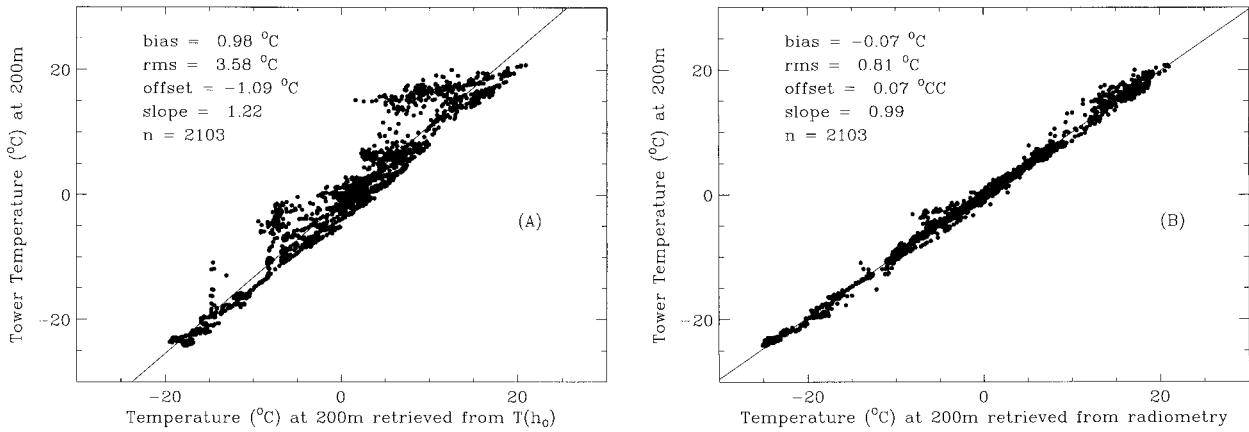 bias = 0.98 °C
rms = 3.58 °C
offset = −1.09 °C
slope = 1.22
n = 2103
(A)
20
0
−20
−20
0
20
Tower Temperature (°C) at 200m
Temperature (°C) at 200m retrieved from T(h₀)
bias = −0.07 °C
rms = 0.81 °C
offset = 0.07 °CC
slope = 0.99
n = 2103
(B)
20
0
−20
−20
0
20
Tower Temperature (°C) at 200m
Temperature (°C) at 200m retrieved from radiometry